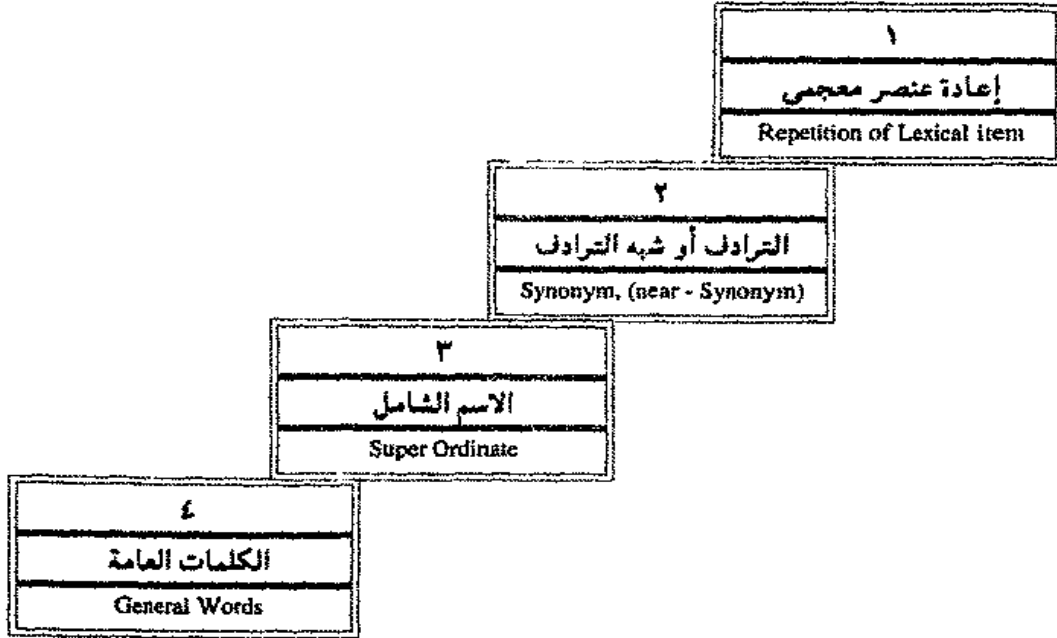 ١
إعادة عنصر معجمى
Repetition of Lexical item
٢
الترادف أو شبه الترادف
Synonym, (near - Synonym)
٣
الاسم الشامل
Super Ordinate
٤
الكلمات العامة
General Words